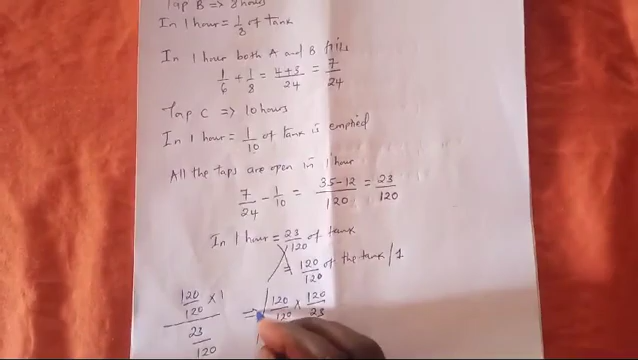 Tap B => 8 hours
In 1 hour = 1/8 of tank
In 1 hour both A and B fills
1/6 + 1/8 = 4+3/24 = 7/24
Tap C => 10 hours
In 1 hour = 1/10 of tank is emptied
All the taps are open in 1 hour
7/24 - 1/10 = 35-12/120 = 23/120
In 1 hour = 23/120 of tank
= 120/120 of the tank / 1
120/120 × 1 / 23/120 => 120/120 × 120/23